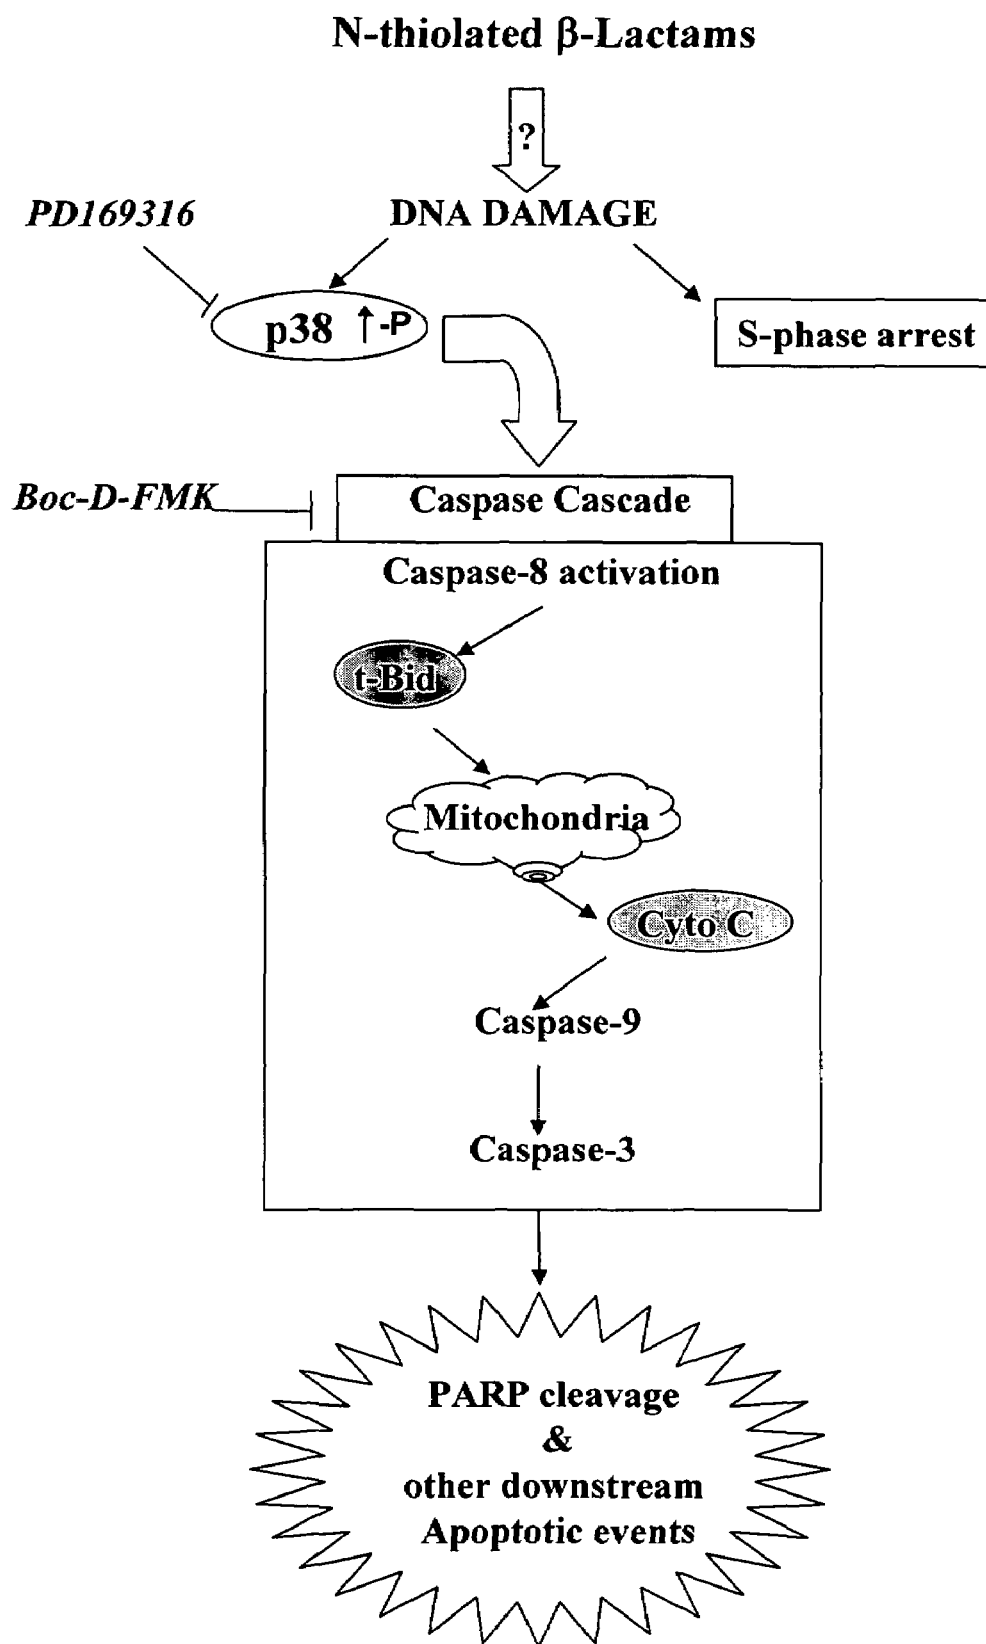 N-thiolated β-Lactams
?
PD169316
DNA DAMAGE
p38 ↑-P
S-phase arrest
Boc-D-FMK
Caspase Cascade
Caspase-8 activation
t-Bid
Mitochondria
Cyto C
Caspase-9
Caspase-3
PARP cleavage
&
other downstream
Apoptotic events